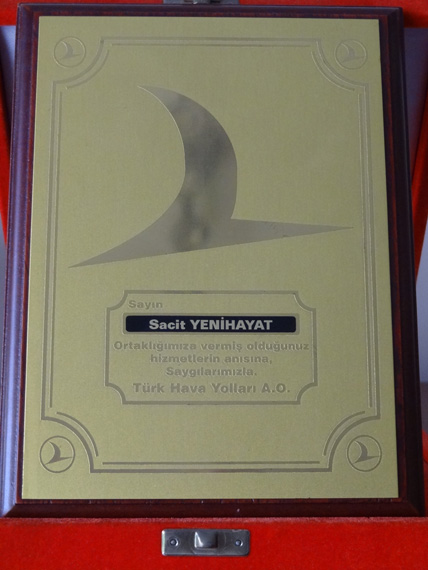 Sayın
Sacit YENİHAYAT
Ortaklığımıza vermiş olduğunuz
hizmetlerin anısına,
Saygılarımızla.
Türk Hava Yolları A.O.